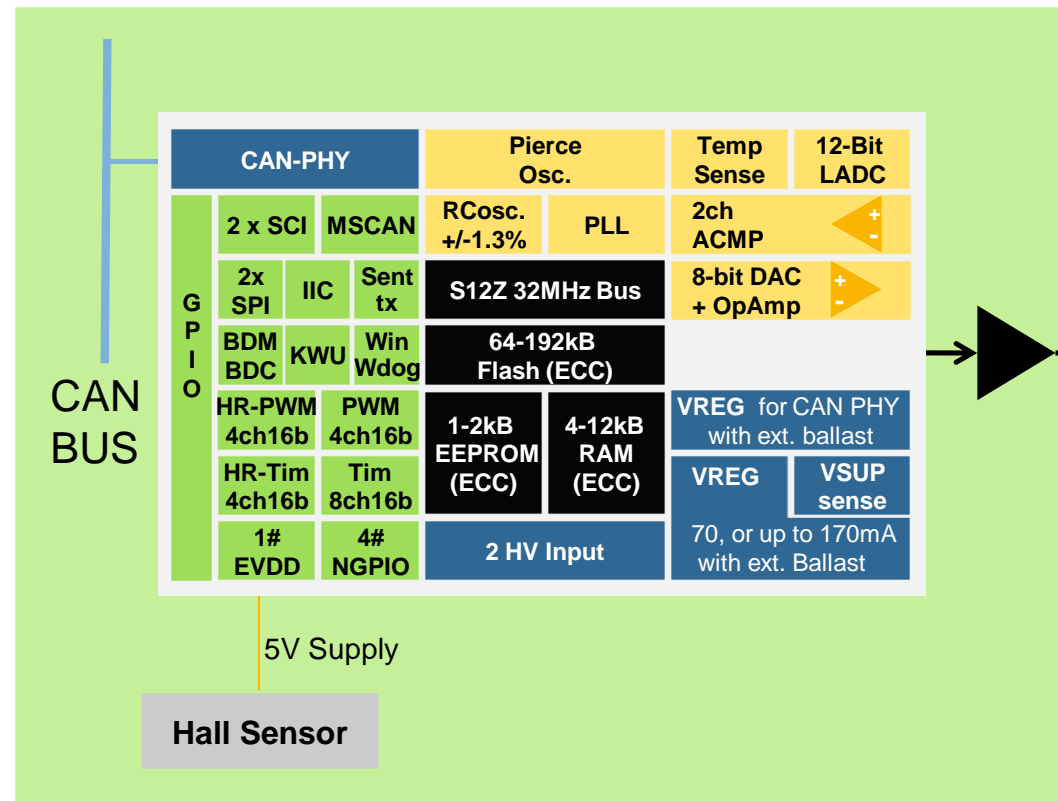 CAN-PHY
Pierce
Osc.
Temp
Sense
12-Bit
LADC
G
P
I
O
2 x SCI
MSCAN
RCosc.
+/-1.3%
PLL
2ch
ACMP
+
-
2x
SPI
IIC
Sent
tx
S12Z 32MHz Bus
8-bit DAC
+ OpAmp
+
-
BDM
BDC
KWU
Win
Wdog
64-192kB
Flash (ECC)
CAN
BUS
HR-PWM
4ch16b
PWM
4ch16b
1-2kB
EEPROM
(ECC)
4-12kB
RAM
(ECC)
VREG for CAN PHY
with ext. ballast
HR-Tim
4ch16b
Tim
8ch16b
VREG
VSUP
sense
1#
EVDD
4#
NGPIO
2 HV Input
70, or up to 170mA
with ext. Ballast
5V Supply
Hall Sensor